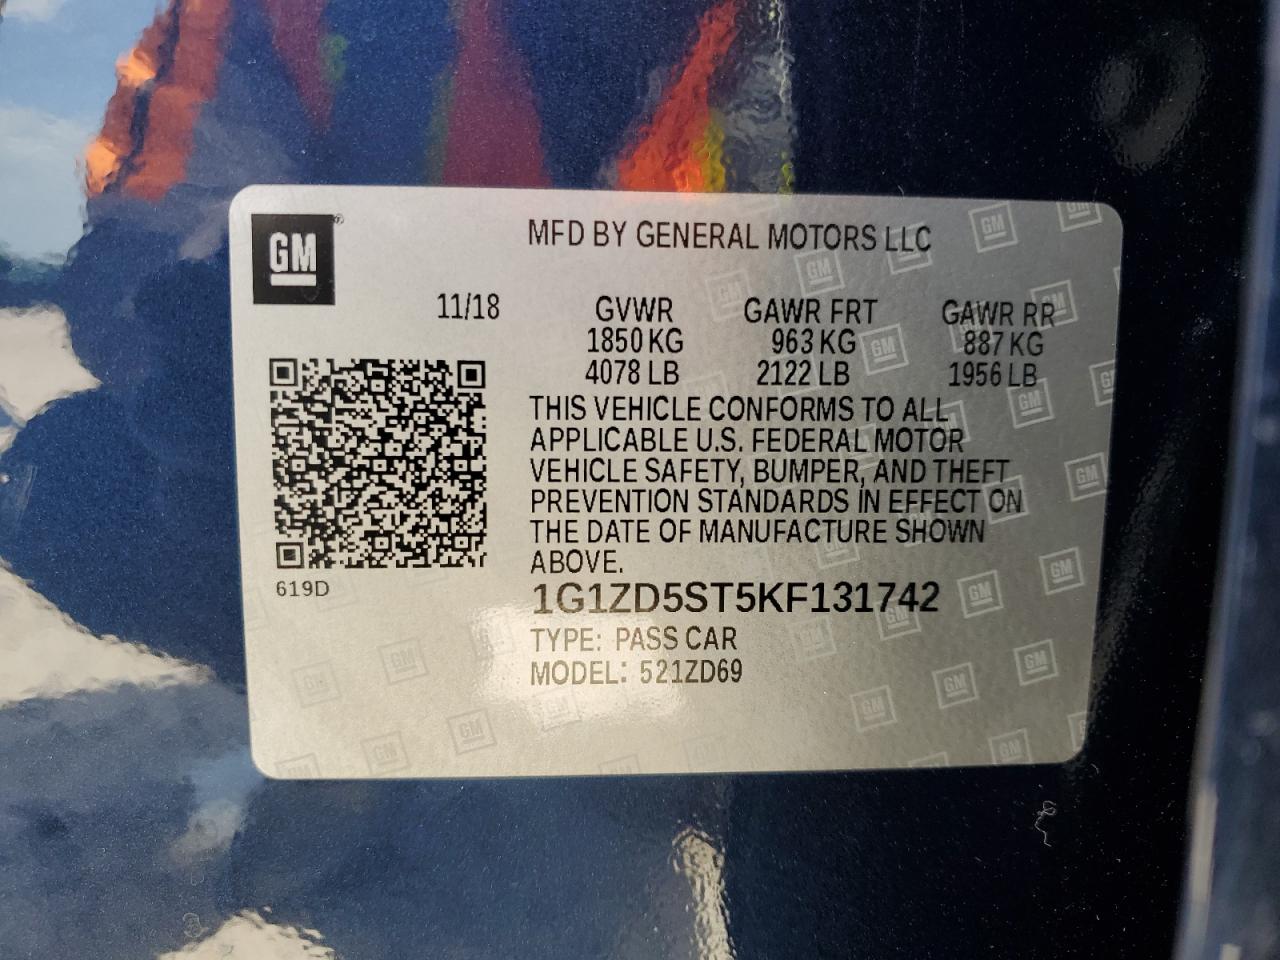 GM
MFD BY GENERAL MOTORS LLC
11/18 GVWR GAWR FRT GAWR RR
1850 KG 963 KG 887 KG
4078 LB 2122 LB 1956 LB
THIS VEHICLE CONFORMS TO ALL
APPLICABLE U.S. FEDERAL MOTOR
VEHICLE SAFETY, BUMPER, AND THEFT
PREVENTION STANDARDS IN EFFECT ON
THE DATE OF MANUFACTURE SHOWN
ABOVE.
619D
1G1ZD5ST5KF131742
TYPE: PASS CAR
MODEL: 521ZD69